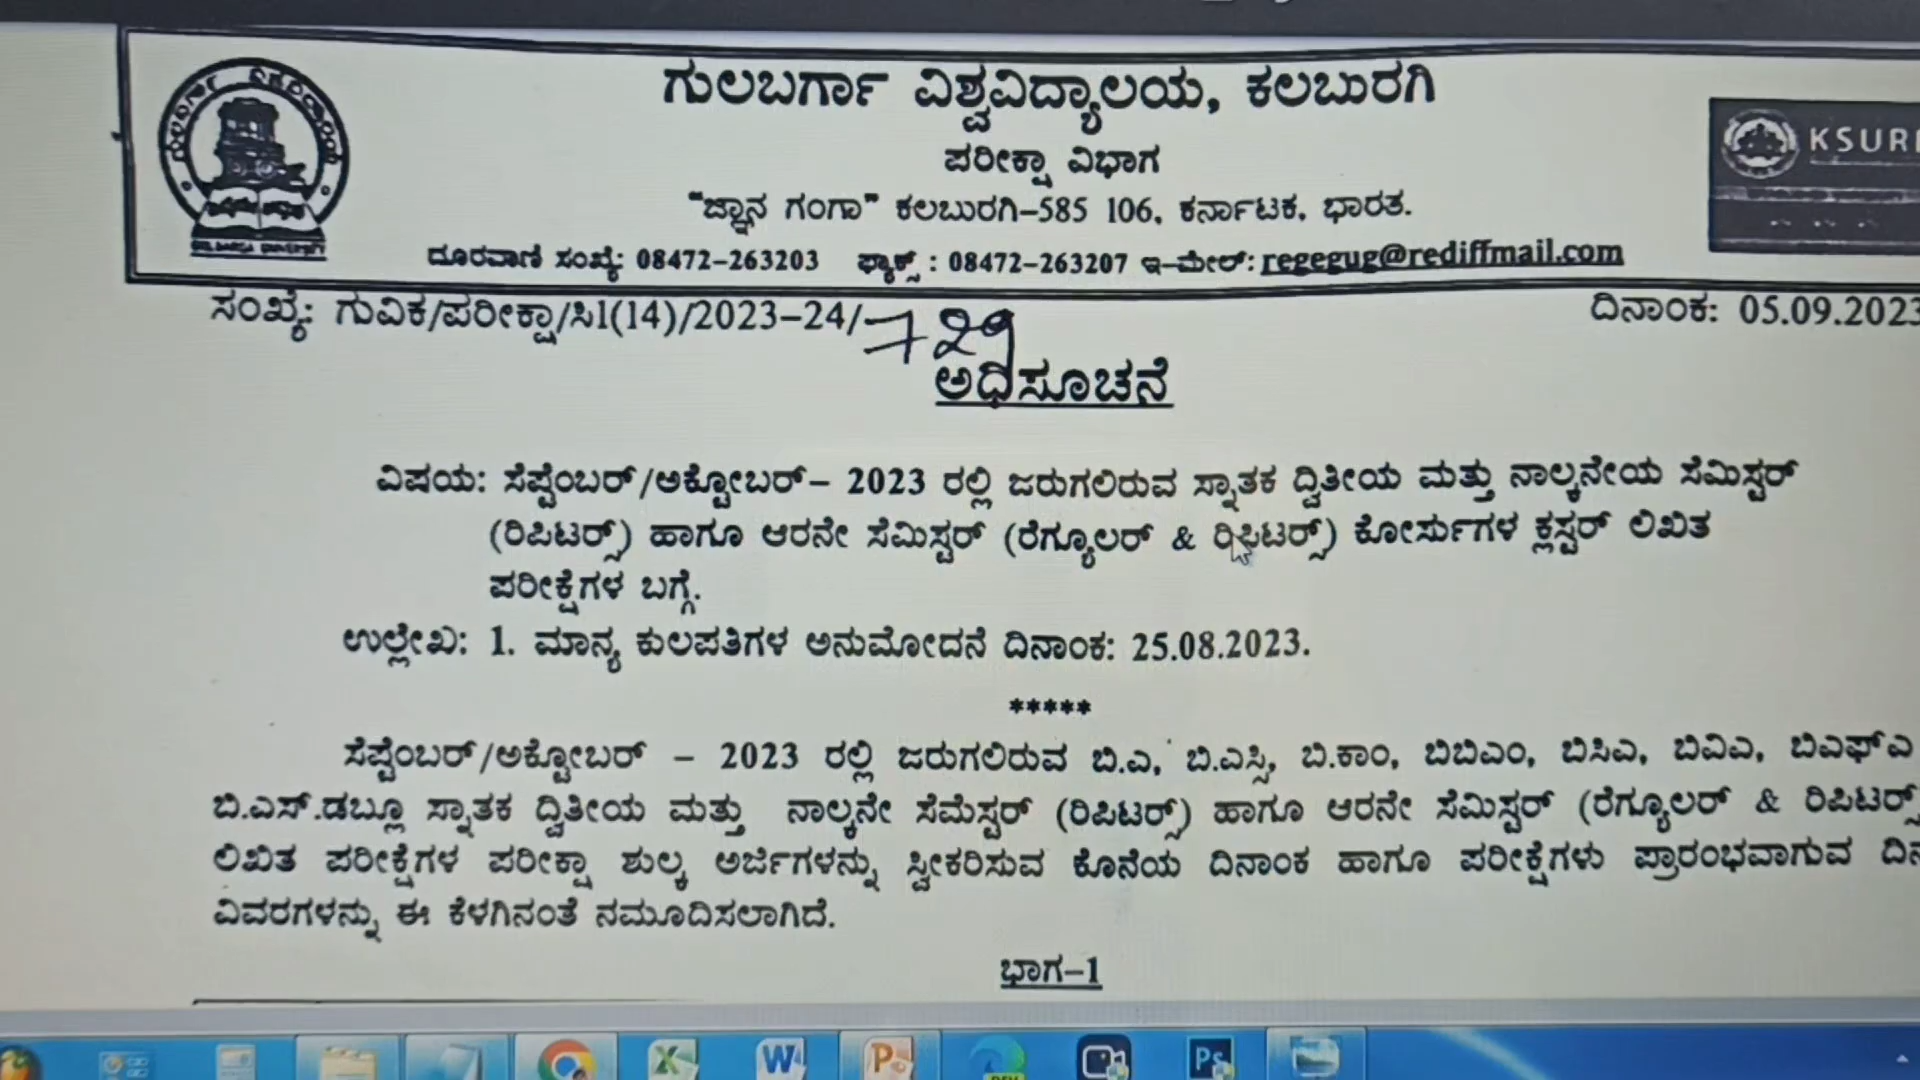 ಗುಲಬರ್ಗಾ ವಿಶ್ವವಿದ್ಯಾಲಯ, ಕಲಬುರಗಿ
ಪರೀಕ್ಷಾ ವಿಭಾಗ
"ಜ್ಞಾನ ಗಂಗಾ" ಕಲಬುರಗಿ–585 106, ಕರ್ನಾಟಕ, ಭಾರತ.
ದೂರವಾಣಿ ಸಂಖ್ಯೆ: 08472-263203 ಫ್ಯಾಕ್ಸ್ : 08472-263207 ಇ-ಮೇಲ್: regegug@rediffmail.com
GULBARGA UNIVERSITY
ಸಂಖ್ಯೆ: ಗುವಿಕ/ಪರೀಕ್ಷಾ/ಸಿ1(14)/2023–24/729
ದಿನಾಂಕ: 05.09.2023
ಅಧಿಸೂಚನೆ
ವಿಷಯ: ಸೆಪ್ಟೆಂಬರ್/ಅಕ್ಟೋಬರ್– 2023 ರಲ್ಲಿ ಜರುಗಲಿರುವ ಸ್ನಾತಕ ದ್ವಿತೀಯ ಮತ್ತು ನಾಲ್ಕನೇಯ ಸೆಮಿಸ್ಟರ್
(ರಿಪಿಟರ್ಸ್) ಹಾಗೂ ಆರನೇ ಸೆಮಿಸ್ಟರ್ (ರೆಗ್ಯೂಲರ್ & ರಿಪಿಟರ್ಸ್) ಕೋರ್ಸುಗಳ ಕ್ಲಸ್ಟರ್ ಲಿಖಿತ
ಪರೀಕ್ಷೆಗಳ ಬಗ್ಗೆ.
ಉಲ್ಲೇಖ: 1. ಮಾನ್ಯ ಕುಲಪತಿಗಳ ಅನುಮೋದನೆ ದಿನಾಂಕ: 25.08.2023.
*****
ಸೆಪ್ಟೆಂಬರ್/ಅಕ್ಟೋಬರ್ – 2023 ರಲ್ಲಿ ಜರುಗಲಿರುವ ಬಿ.ಎ, ಬಿ.ಎಸ್ಸಿ, ಬಿ.ಕಾಂ, ಬಿಬಿಎಂ, ಬಿಸಿಎ, ಬಿವಿಎ, ಬಿಎಫ್ಎ
ಬಿ.ಎಸ್.ಡಬ್ಲೂ ಸ್ನಾತಕ ದ್ವಿತೀಯ ಮತ್ತು ನಾಲ್ಕನೇ ಸೆಮೆಸ್ಟರ್ (ರಿಪಿಟರ್ಸ್) ಹಾಗೂ ಆರನೇ ಸೆಮಿಸ್ಟರ್ (ರೆಗ್ಯೂಲರ್ & ರಿಪಿಟರ್ಸ್
ಲಿಖಿತ ಪರೀಕ್ಷೆಗಳ ಪರೀಕ್ಷಾ ಶುಲ್ಕ ಅರ್ಜಿಗಳನ್ನು ಸ್ವೀಕರಿಸುವ ಕೊನೆಯ ದಿನಾಂಕ ಹಾಗೂ ಪರೀಕ್ಷೆಗಳು ಪ್ರಾರಂಭವಾಗುವ
ವಿವರಗಳನ್ನು ಈ ಕೆಳಗಿನಂತೆ ನಮೂದಿಸಲಾಗಿದೆ.
ಭಾಗ–1